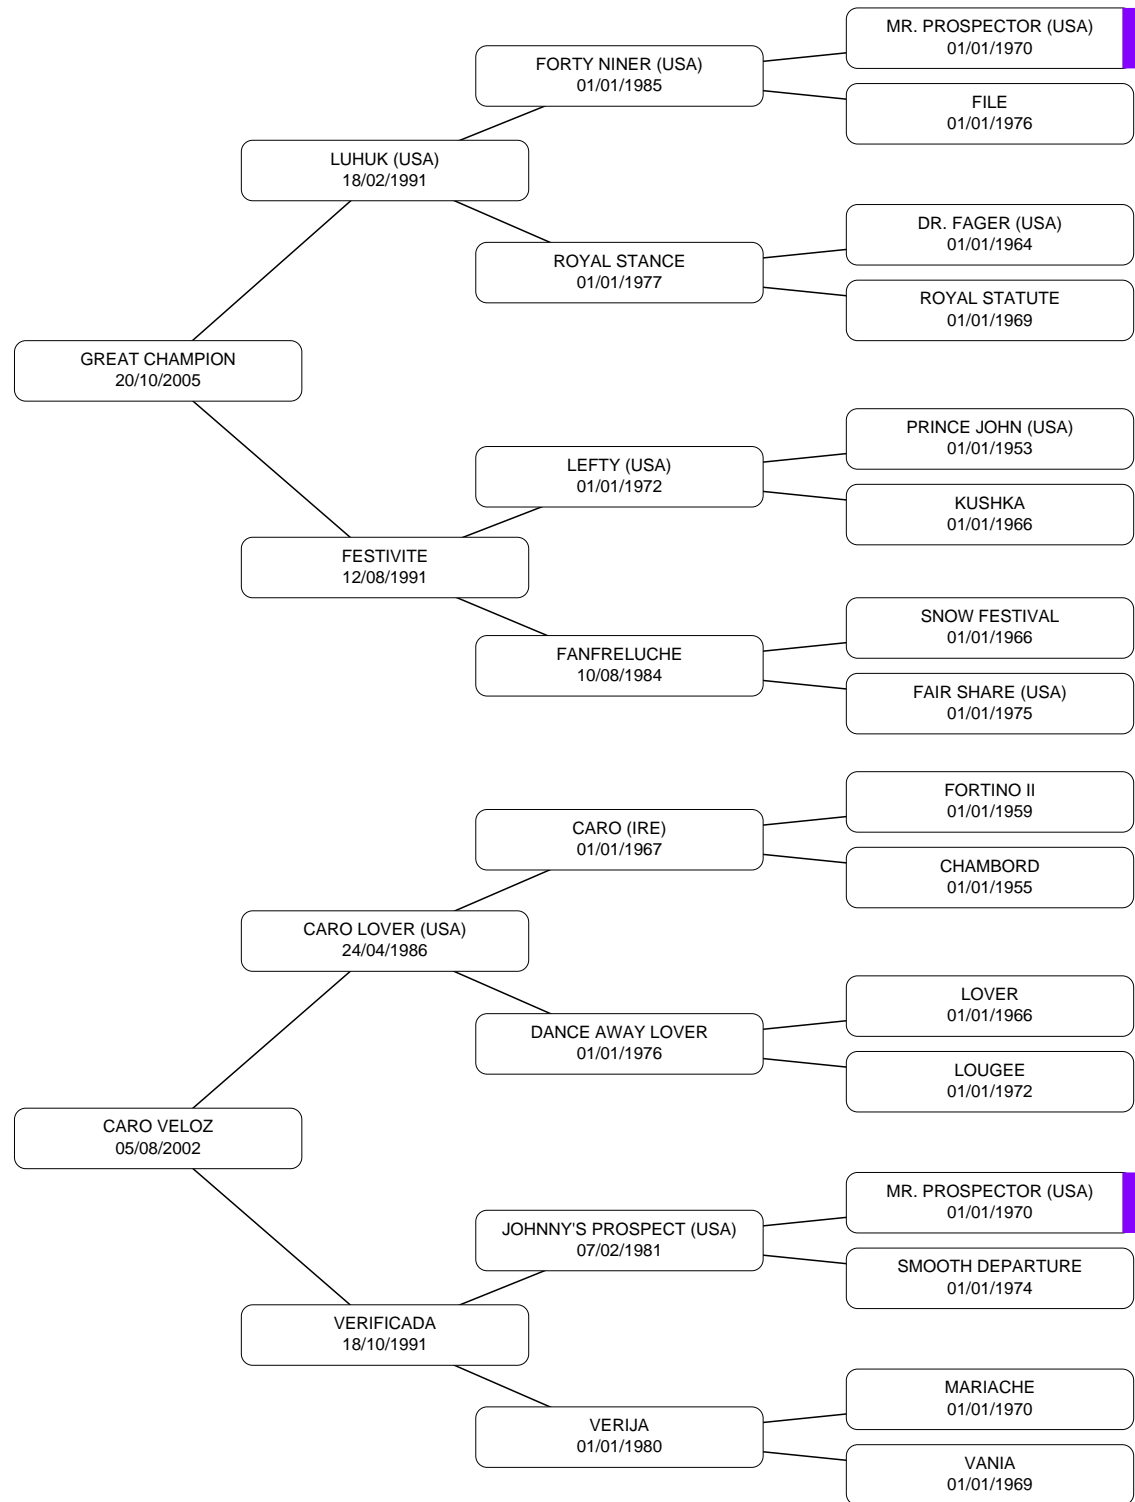 MR. PROSPECTOR (USA)
01/01/1970
FORTY NINER (USA)
01/01/1985
FILE
01/01/1976
LUHUK (USA)
18/02/1991
DR. FAGER (USA)
01/01/1964
ROYAL STANCE
01/01/1977
ROYAL STATUTE
01/01/1969
GREAT CHAMPION
20/10/2005
PRINCE JOHN (USA)
01/01/1953
LEFTY (USA)
01/01/1972
KUSHKA
01/01/1966
FESTIVITE
12/08/1991
SNOW FESTIVAL
01/01/1966
FANFRELUCHE
10/08/1984
FAIR SHARE (USA)
01/01/1975
FORTINO II
01/01/1959
CARO (IRE)
01/01/1967
CHAMBORD
01/01/1955
CARO LOVER (USA)
24/04/1986
LOVER
01/01/1966
DANCE AWAY LOVER
01/01/1976
LOUGEE
01/01/1972
CARO VELOZ
05/08/2002
MR. PROSPECTOR (USA)
01/01/1970
JOHNNY'S PROSPECT (USA)
07/02/1981
SMOOTH DEPARTURE
01/01/1974
VERIFICADA
18/10/1991
MARIACHE
01/01/1970
VERIJA
01/01/1980
VANIA
01/01/1969